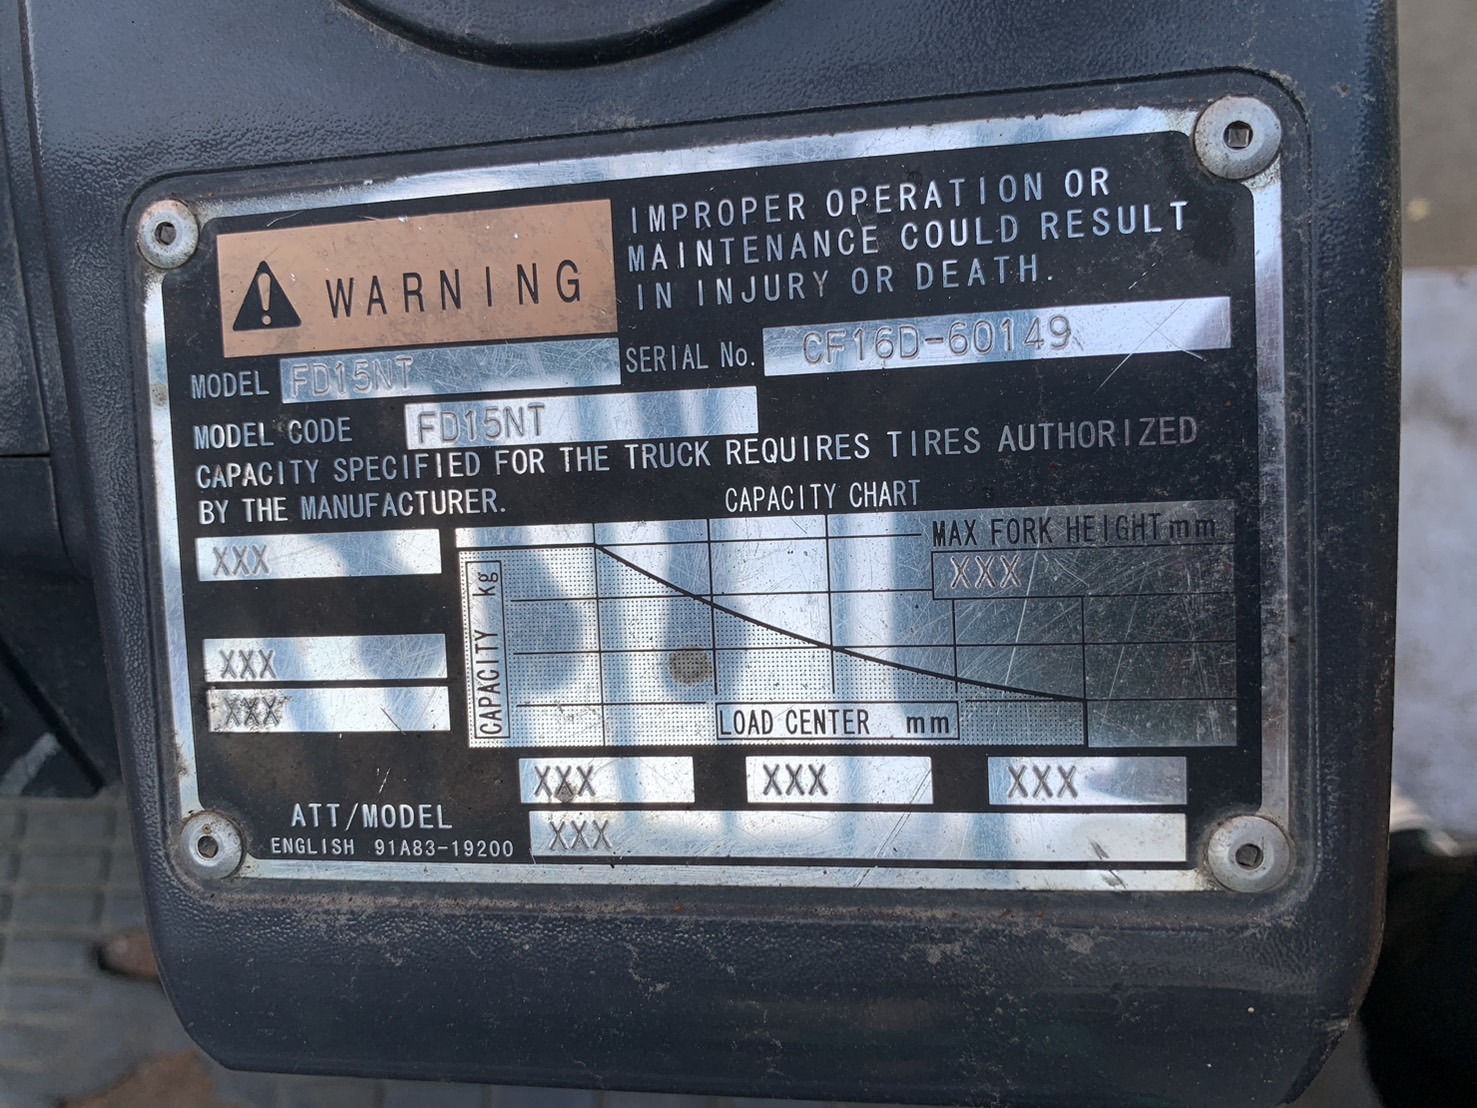 WARNING
IMPROPER OPERATION OR
MAINTENANCE COULD RESULT
IN INJURY OR DEATH.
MODEL FD15NT
SERIAL No. CF16D-60149
MODEL CODE FD15NT
CAPACITY SPECIFIED FOR THE TRUCK REQUIRES TIRES AUTHORIZED
BY THE MANUFACTURER.
CAPACITY CHART
XXX
MAX FORK HEIGHT mm
XXX
CAPACITY kg
XXX
XXX
LOAD CENTER mm
XXX XXX XXX
ATT/MODEL XXX
ENGLISH 91A83-19200